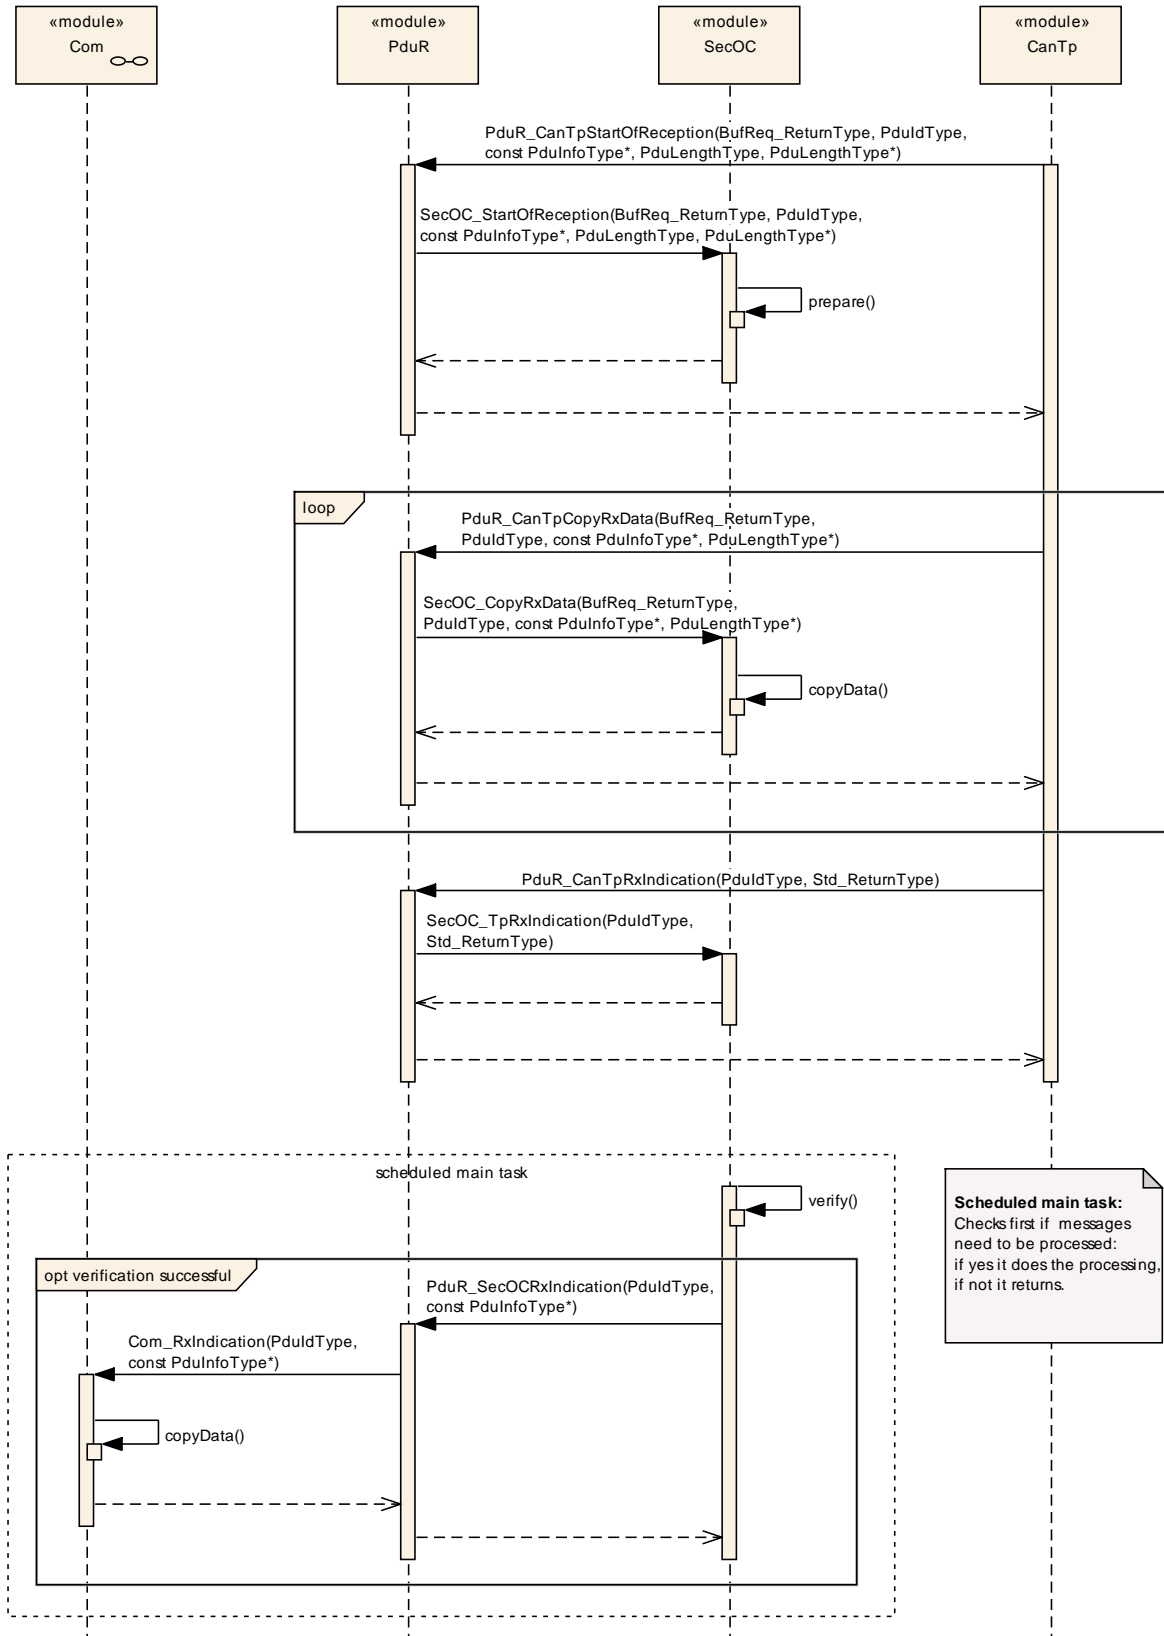 «module»
Com
«module»
PduR
«module»
SecOC
«module»
CanTp
PduR_CanTpStartOfReception(BufReq_ReturnType, PduIdType,
const PduInfoType*, PduLengthType, PduLengthType*)
SecOC_StartOfReception(BufReq_ReturnType, PduIdType,
const PduInfoType*, PduLengthType, PduLengthType*)
prepare()
loop
PduR_CanTpCopyRxData(BufReq_ReturnType,
PduIdType, const PduInfoType*, PduLengthType*)
SecOC_CopyRxData(BufReq_ReturnType,
PduIdType, const PduInfoType*, PduLengthType*)
copyData()
PduR_CanTpRxIndication(PduIdType, Std_ReturnType)
SecOC_TpRxIndication(PduIdType,
Std_ReturnType)
scheduled main task
verify()
Scheduled main task:
Checks first if messages
need to be processed:
if yes it does the processing,
if not it returns.
opt verification successful
PduR_SecOCRxIndication(PduIdType,
const PduInfoType*)
Com_RxIndication(PduIdType,
const PduInfoType*)
copyData()